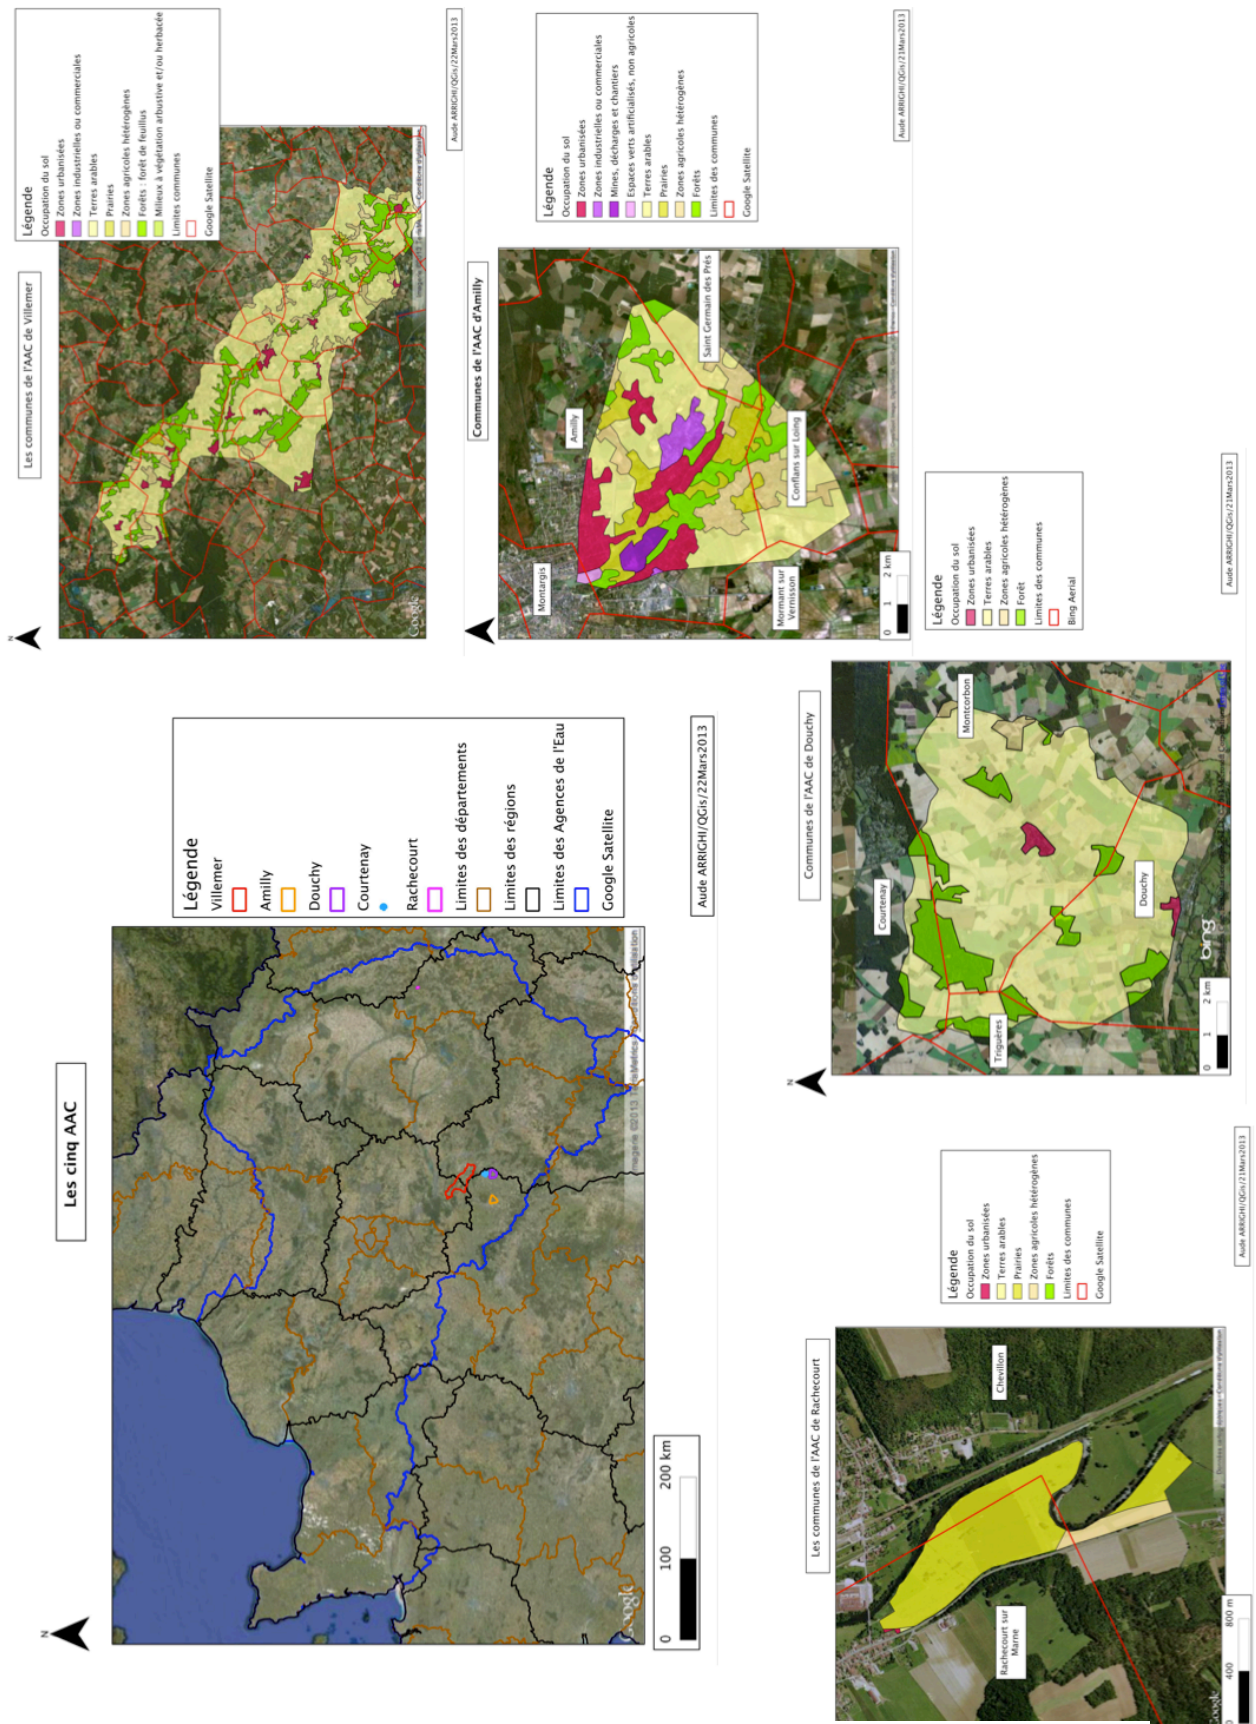 Les cinq AAC
N
Légende
Villemer
Amilly
Douchy
Courtenay
Rachecourt
Limites des départements
Limites des régions
Limites des Agences de l'Eau
Google Satellite
0 100 200 km
Google
Aude ARRIGHI/QGis/22Mars2013
Les communes de l'AAC de Villemer
N
Légende
Occupation du sol
Zones urbanisées
Zones industrielles ou commerciales
Terres arables
Prairies
Zones agricoles hétérogènes
Forêts : forêt de feuillus
Milieux à végétation arbustive et/ou herbacée
Limites communes
Google Satellite
Google
Aude ARRIGHI/QGis/22Mars2013
Communes de l'AAC d'Amilly
Légende
Occupation du sol
Zones urbanisées
Zones industrielles ou commerciales
Mines, décharges et chantiers
Espaces verts artificialisés, non agricoles
Terres arables
Prairies
Zones agricoles hétérogènes
Forêts
Limites des communes
Google Satellite
Montargis
Amilly
Saint Germain des Prés
Conflans sur Loing
Mormant sur
Vernisson
0 1 2 km
Aude ARRIGHI/QGis/21Mars2013
Les communes de l'AAC de Rachecourt
Légende
Occupation du sol
Zones urbanisées
Terres arables
Prairies
Zones agricoles hétérogènes
Forêts
Limites des communes
Google Satellite
Chevillon
Rachecourt sur
Marne
0 400 800 m
Google
Aude ARRIGHI/QGis/21Mars2013
Communes de l'AAC de Douchy
N
Légende
Occupation du sol
Zones urbanisées
Terres arables
Zones agricoles hétérogènes
Forêt
Limites des communes
Bing Aerial
Courtenay
Montcorbon
Triguères
Douchy
0 1 2 km
bing
Aude ARRIGHI/QGis/21Mars2013